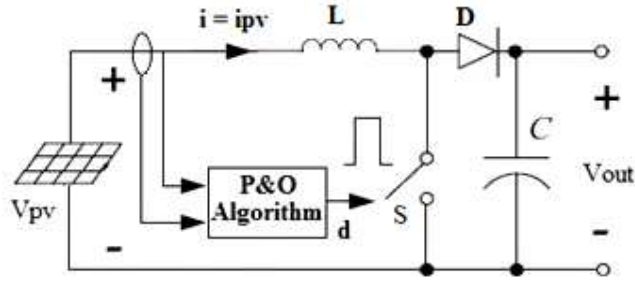 i = ipv
L
D
+
+
C
P&O
Algorithm
S
Vpv
Vout
d
-
-